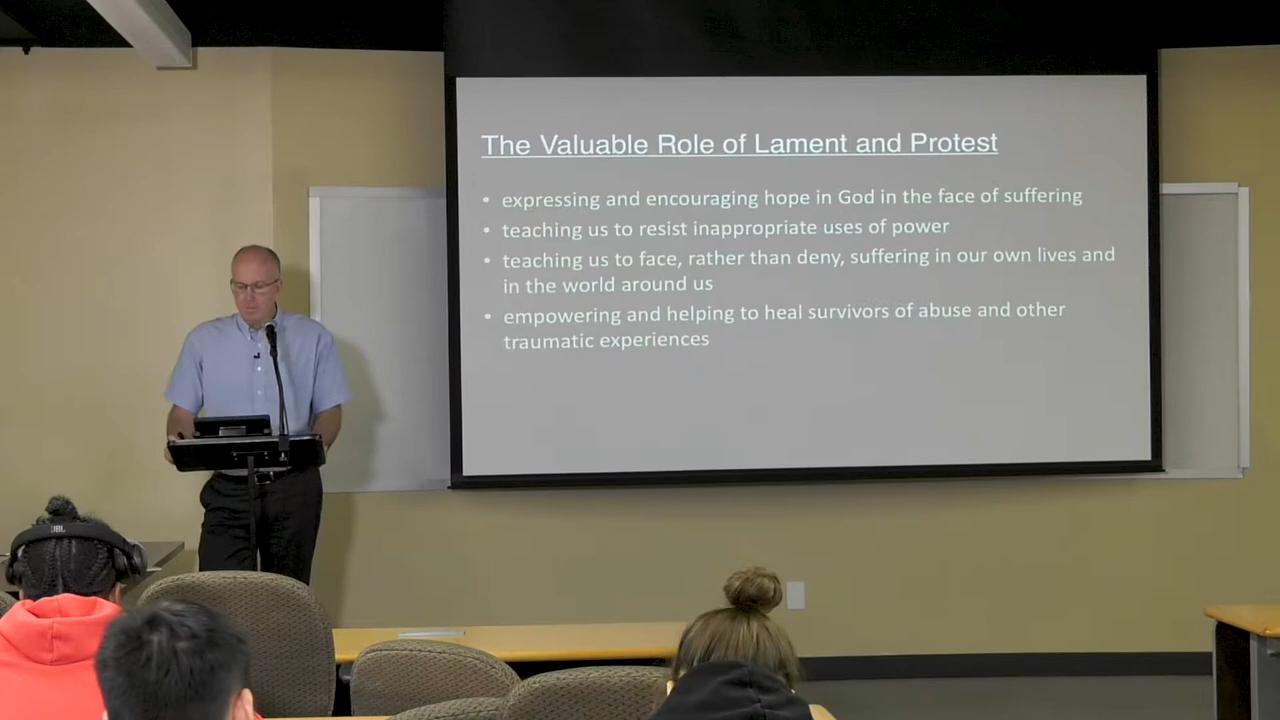 The Valuable Role of Lament and Protest
• expressing and encouraging hope in God in the face of suffering
• teaching us to resist inappropriate uses of power
• teaching us to face, rather than deny, suffering in our own lives and
in the world around us
• empowering and helping to heal survivors of abuse and other
traumatic experiences
JBL